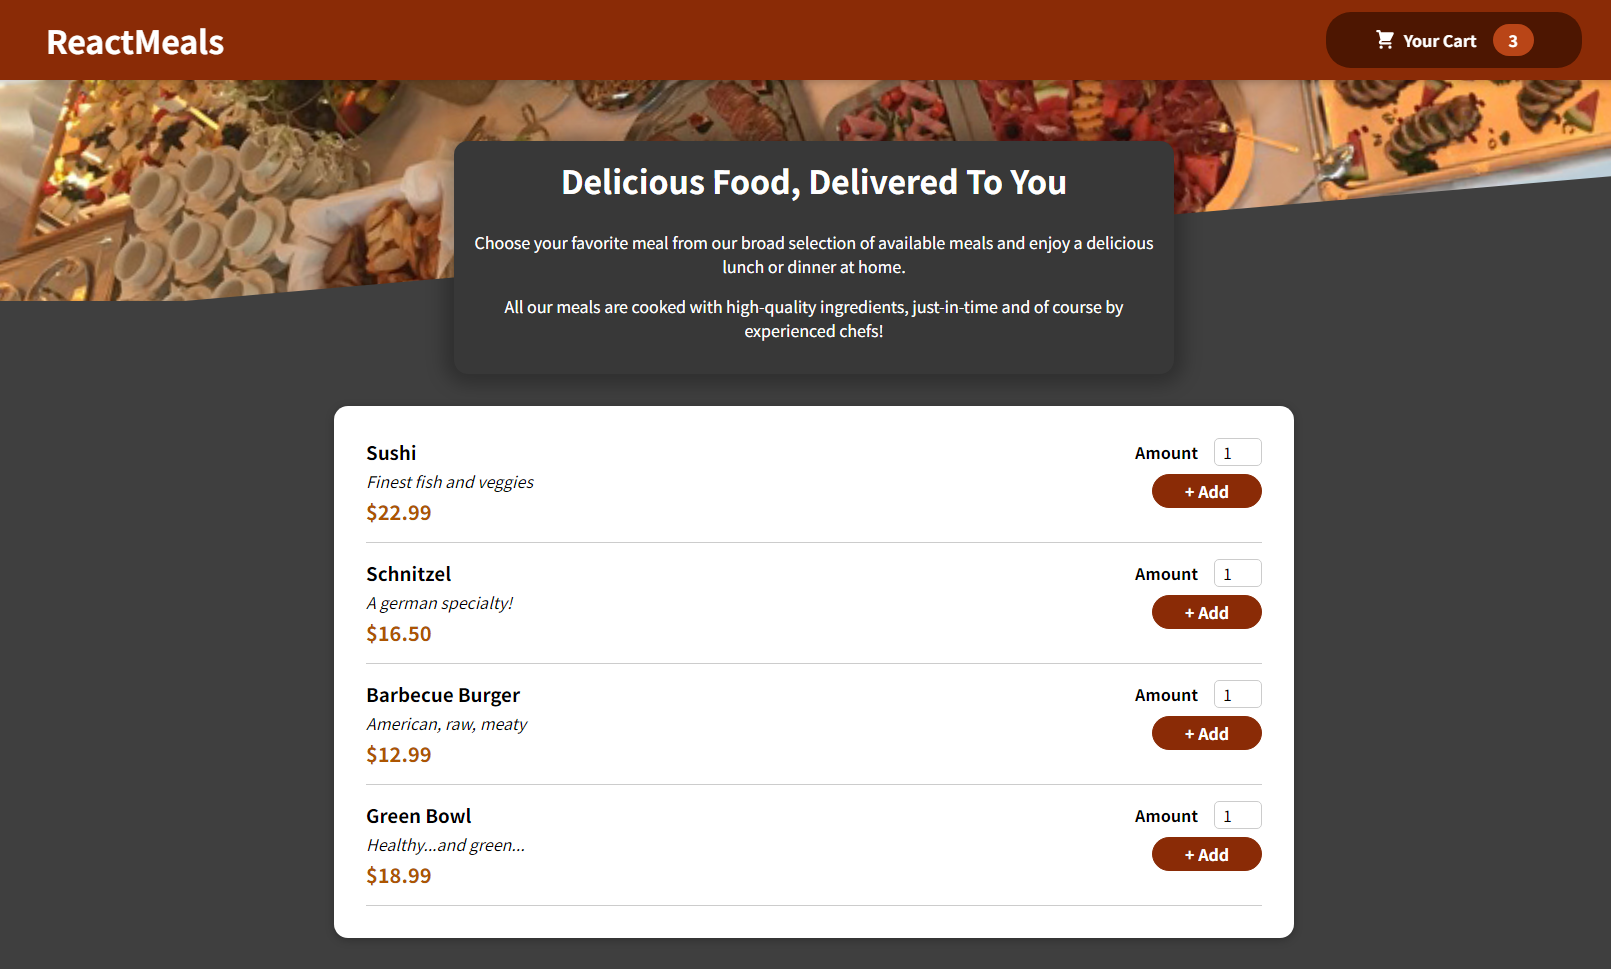 ReactMeals
Your Cart 3
Delicious Food, Delivered To You
Choose your favorite meal from our broad selection of available meals and enjoy a delicious
lunch or dinner at home.
All our meals are cooked with high-quality ingredients, just-in-time and of course by
experienced chefs!
Sushi
Finest fish and veggies
$22.99
Amount 1
+ Add
Schnitzel
A german specialty!
$16.50
Amount 1
+ Add
Barbecue Burger
American, raw, meaty
$12.99
Amount 1
+ Add
Green Bowl
Healthy...and green...
$18.99
Amount 1
+ Add